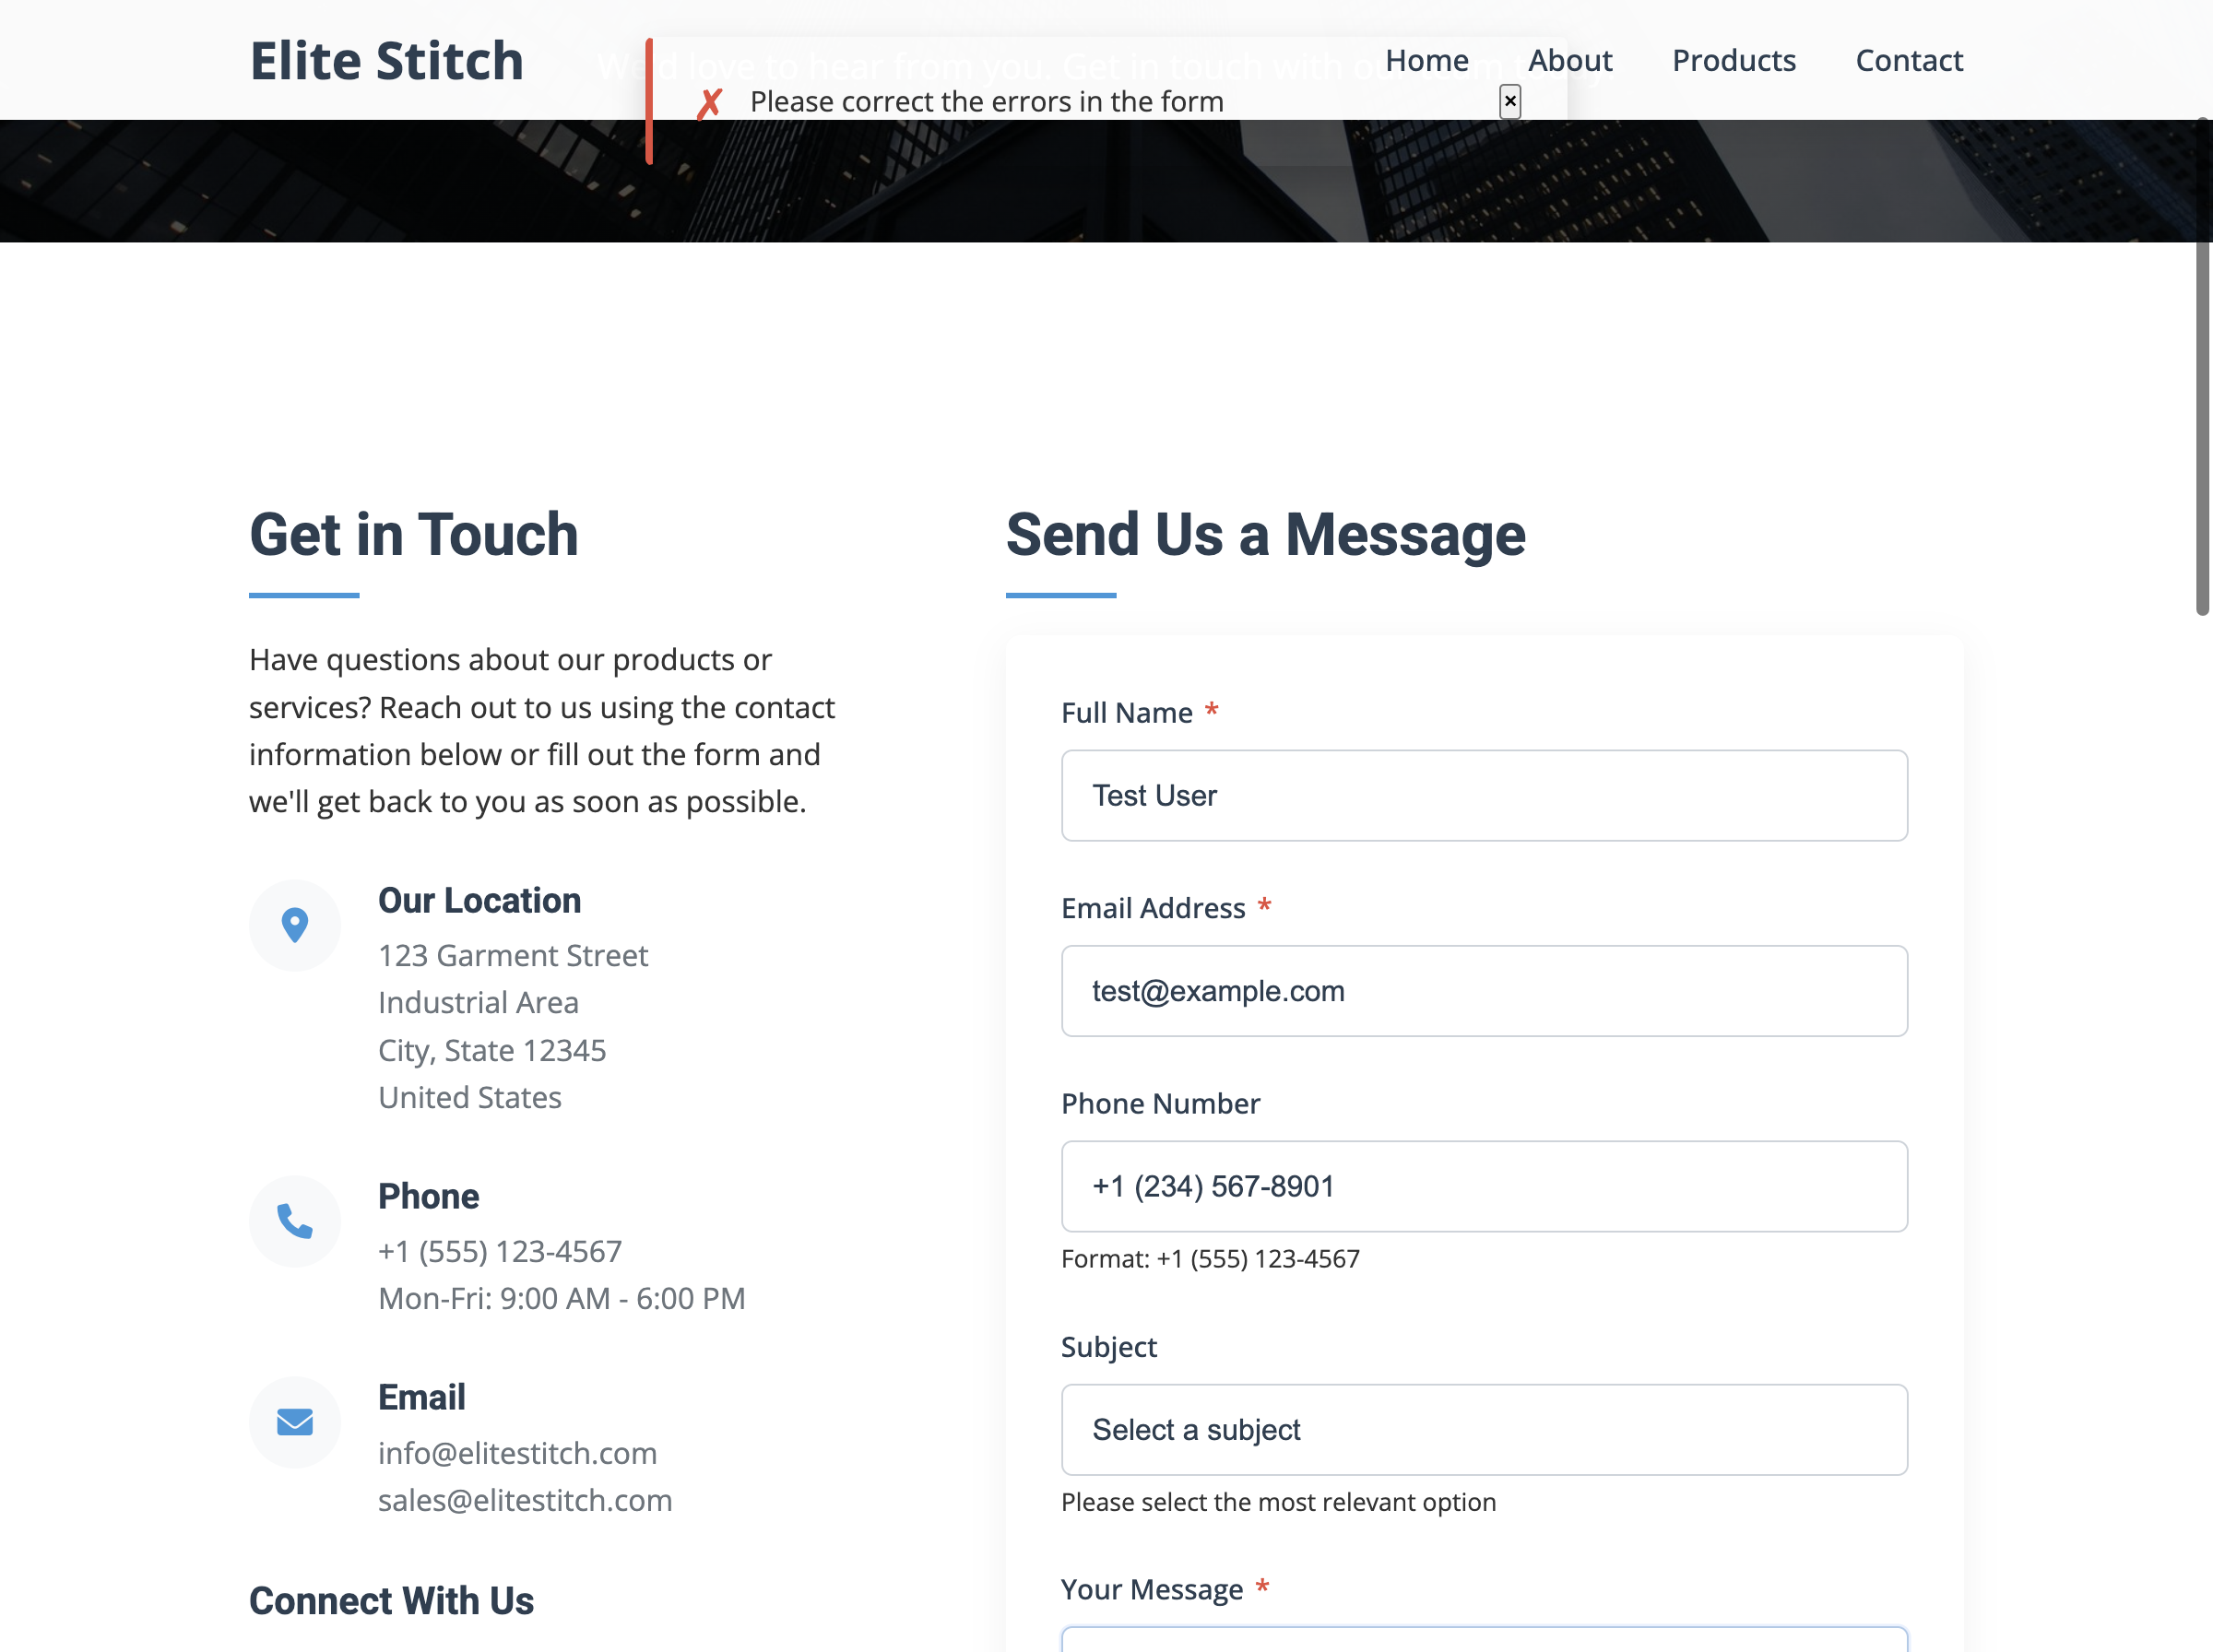 Elite Stitch
Home About Products Contact
We'd love to hear from you. Get in touch with our
Please correct the errors in the form
Get in Touch
Have questions about our products or
services? Reach out to us using the contact
information below or fill out the form and
we'll get back to you as soon as possible.
Our Location
123 Garment Street
Industrial Area
City, State 12345
United States
Phone
+1 (555) 123-4567
Mon-Fri: 9:00 AM - 6:00 PM
Email
info@elitestitch.com
sales@elitestitch.com
Connect With Us
Send Us a Message
Full Name *
Test User
Email Address *
test@example.com
Phone Number
+1 (234) 567-8901
Format: +1 (555) 123-4567
Subject
Select a subject
Please select the most relevant option
Your Message *